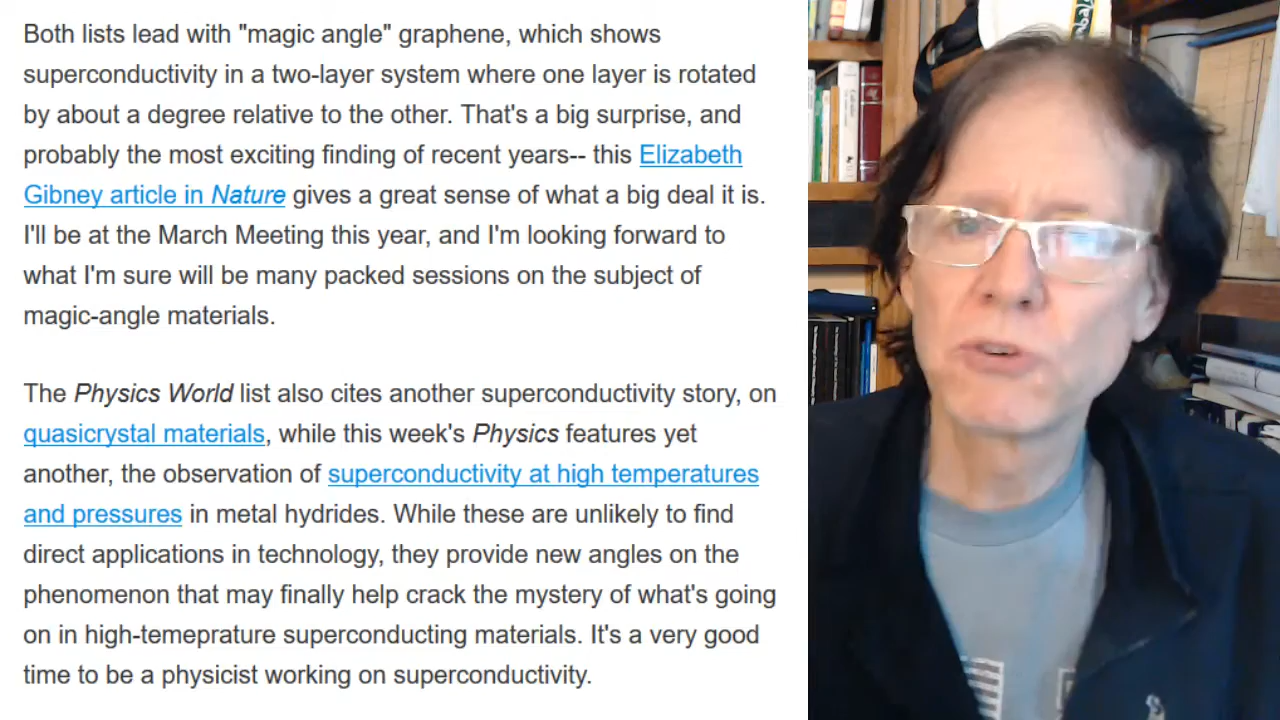 Both lists lead with "magic angle" graphene, which shows
superconductivity in a two-layer system where one layer is rotated
by about a degree relative to the other. That's a big surprise, and
probably the most exciting finding of recent years-- this Elizabeth
Gibney article in Nature gives a great sense of what a big deal it is.
I'll be at the March Meeting this year, and I'm looking forward to
what I'm sure will be many packed sessions on the subject of
magic-angle materials.
The Physics World list also cites another superconductivity story, on
quasicrystal materials, while this week's Physics features yet
another, the observation of superconductivity at high temperatures
and pressures in metal hydrides. While these are unlikely to find
direct applications in technology, they provide new angles on the
phenomenon that may finally help crack the mystery of what's going
on in high-temeprature superconducting materials. It's a very good
time to be a physicist working on superconductivity.